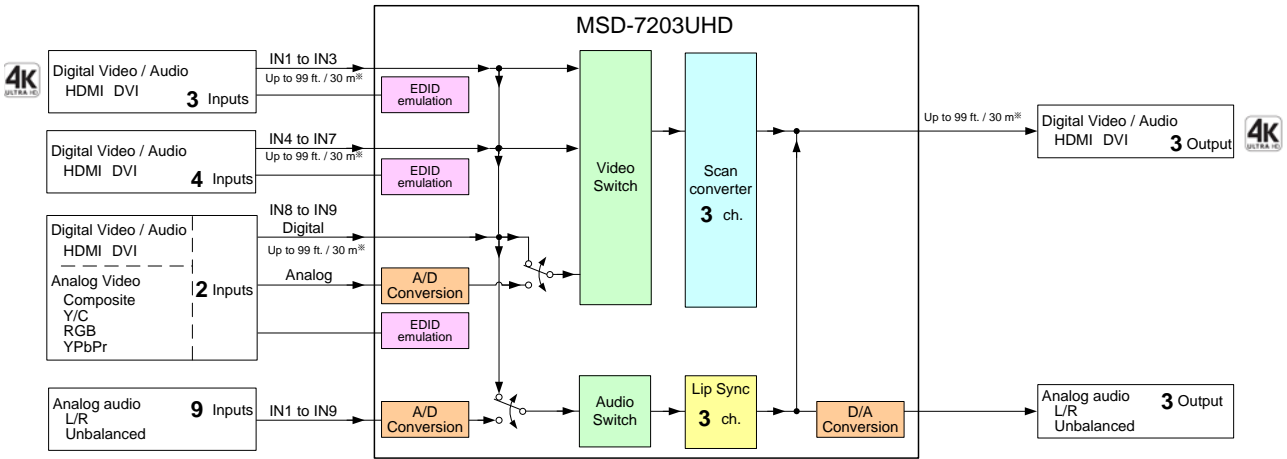 MSD-7203UHD
4K
ULTRA HD
Digital Video / Audio
HDMI DVI
3 Inputs
IN1 to IN3
Up to 99 ft. / 30 m※
EDID
emulation
Digital Video / Audio
HDMI DVI
4 Inputs
IN4 to IN7
Up to 99 ft. / 30 m※
EDID
emulation
Digital Video / Audio
HDMI DVI
Analog Video
Composite
Y/C
RGB
YPbPr
2 Inputs
IN8 to IN9
Digital
Up to 99 ft. / 30 m※
Analog
A/D
Conversion
EDID
emulation
Analog audio
L/R
Unbalanced
9 Inputs
IN1 to IN9
A/D
Conversion
Video
Switch
Scan
converter
3 ch.
Audio
Switch
Lip Sync
3 ch.
D/A
Conversion
Up to 99 ft. / 30 m※
Digital Video / Audio
HDMI DVI
3 Output
4K
ULTRA HD
Analog audio
L/R
Unbalanced
3 Output